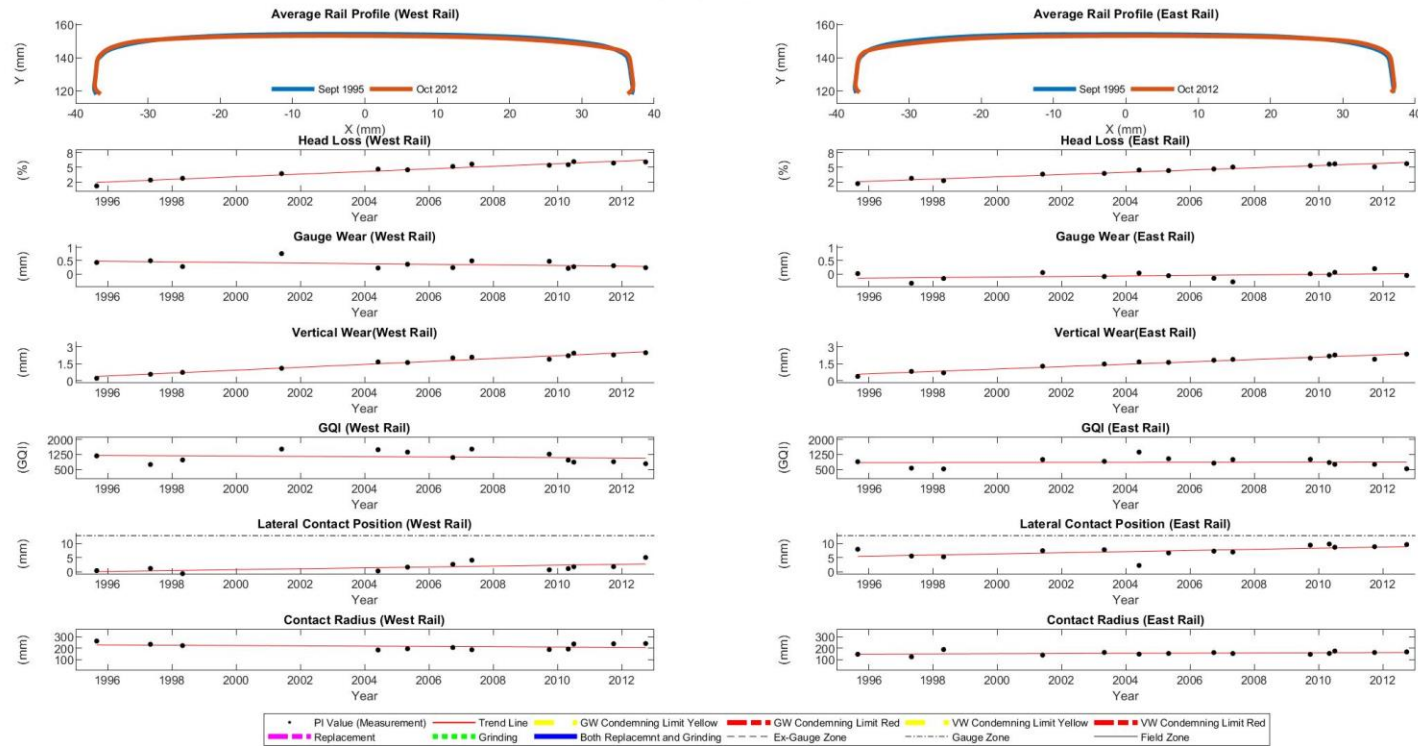 Average Rail Profile (West Rail)
160
140
120
Y (mm)
Sept 1995 Oct 2012
-40 -30 -20 -10 0 10 20 30 40
X (mm)
Head Loss (West Rail)
8
5
2
(%)
1996 1998 2000 2002 2004 2006 2008 2010 2012
Year
Gauge Wear (West Rail)
1
0.5
0
(mm)
1996 1998 2000 2002 2004 2006 2008 2010 2012
Year
Vertical Wear(West Rail)
3
1.5
0
(mm)
1996 1998 2000 2002 2004 2006 2008 2010 2012
Year
GQI (West Rail)
2000
1250
500
(GQI)
1996 1998 2000 2002 2004 2006 2008 2010 2012
Year
Lateral Contact Position (West Rail)
10
5
0
(mm)
1996 1998 2000 2002 2004 2006 2008 2010 2012
Year
Contact Radius (West Rail)
300
200
100
(mm)
1996 1998 2000 2002 2004 2006 2008 2010 2012
Year
Average Rail Profile (East Rail)
160
140
120
Y (mm)
Sept 1995 Oct 2012
-40 -30 -20 -10 0 10 20 30 40
X (mm)
Head Loss (East Rail)
8
5
2
(%)
1996 1998 2000 2002 2004 2006 2008 2010 2012
Year
Gauge Wear (East Rail)
1
0.5
0
(mm)
1996 1998 2000 2002 2004 2006 2008 2010 2012
Year
Vertical Wear(East Rail)
3
1.5
0
(mm)
1996 1998 2000 2002 2004 2006 2008 2010 2012
Year
GQI (East Rail)
2000
1250
500
(GQI)
1996 1998 2000 2002 2004 2006 2008 2010 2012
Year
Lateral Contact Position (East Rail)
10
5
0
(mm)
1996 1998 2000 2002 2004 2006 2008 2010 2012
Year
Contact Radius (East Rail)
300
200
100
(mm)
1996 1998 2000 2002 2004 2006 2008 2010 2012
Year
PI Value (Measurement) Trend Line GW Condemning Limit Yellow GW Condemning Limit Red VW Condemning Limit Yellow VW Condemning Limit Red
Replacement Grinding Both Replacemnt and Grinding Ex-Gauge Zone Gauge Zone Field Zone